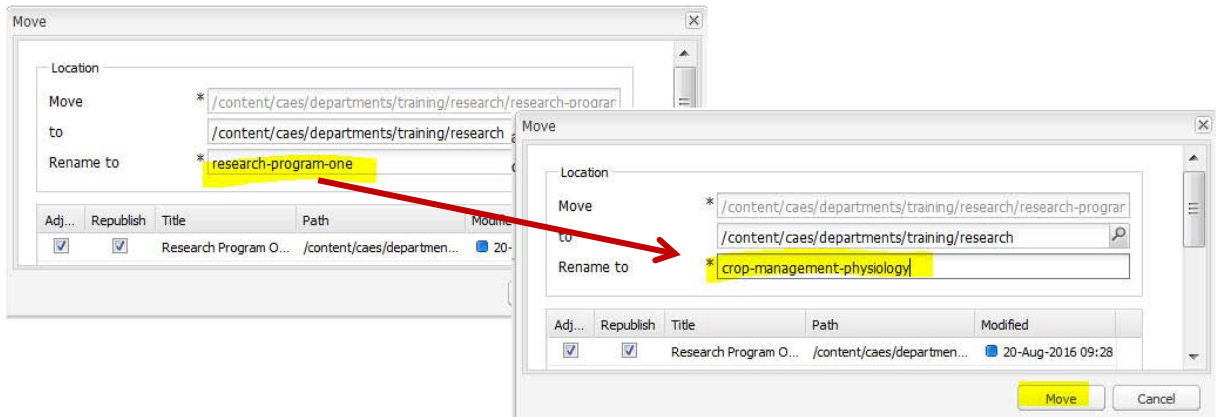 Move
Location
Move * /content/caes/departments/training/research/research-prograr
to /content/caes/departments/training/research
Rename to * research-program-one
Adj... Republish Title Path
Research Program O... /content/caes/departmen... 20-
Move
Location
Move * /content/caes/departments/training/research/research-prograr
to /content/caes/departments/training/research
Rename to * crop-management-physiology
Adj... Republish Title Path Modified
Research Program O... /content/caes/departmen... 20-Aug-2016 09:28
Move Cancel